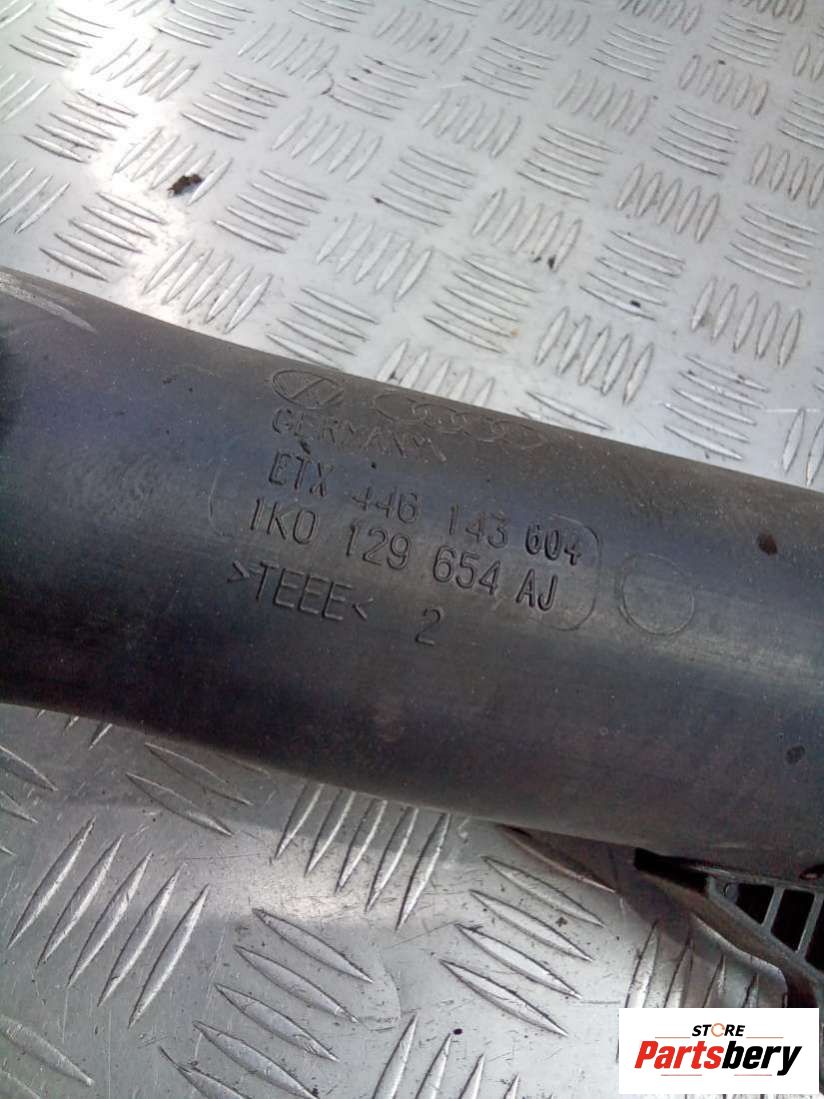 GERMANY
ETX 446 143 604
1K0 129 654 AJ
>TEEE< 2
STORE
Partsbery